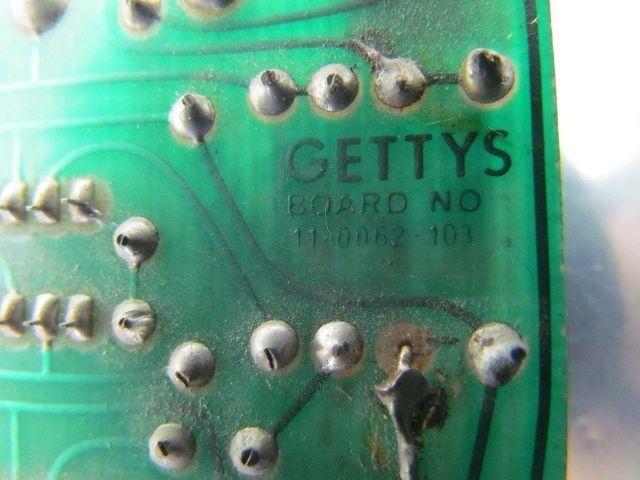 GETTYS
BOARD NO
11-0062-103